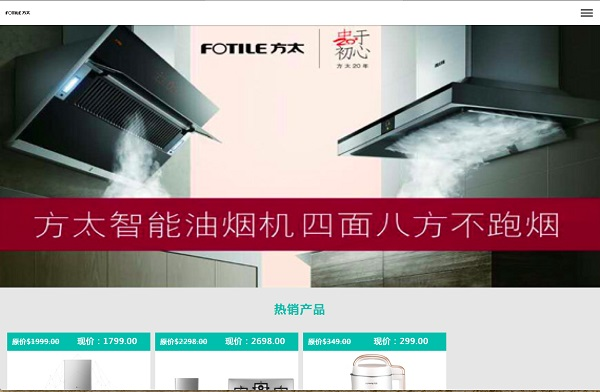 FOTILE方太
FOTILE方太
忠于
初心
方太20年
方太智能油烟机四面八方不跑烟
热销产品
原价$1999.00 现价：1799.00
原价$2298.00 现价：2698.00
原价$349.00 现价：299.00